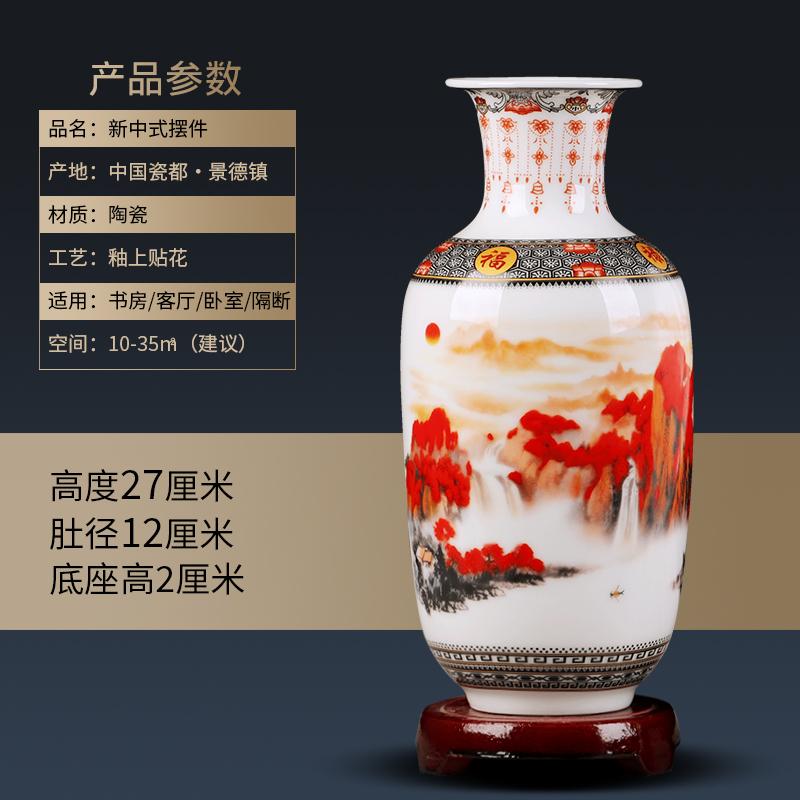 产品参数
品名：新中式摆件
产地：中国瓷都·景德镇
材质：陶瓷
工艺：釉上贴花
适用：书房/客厅/卧室/隔断
空间：10-35㎡（建议）
高度27厘米
肚径12厘米
底座高2厘米
福